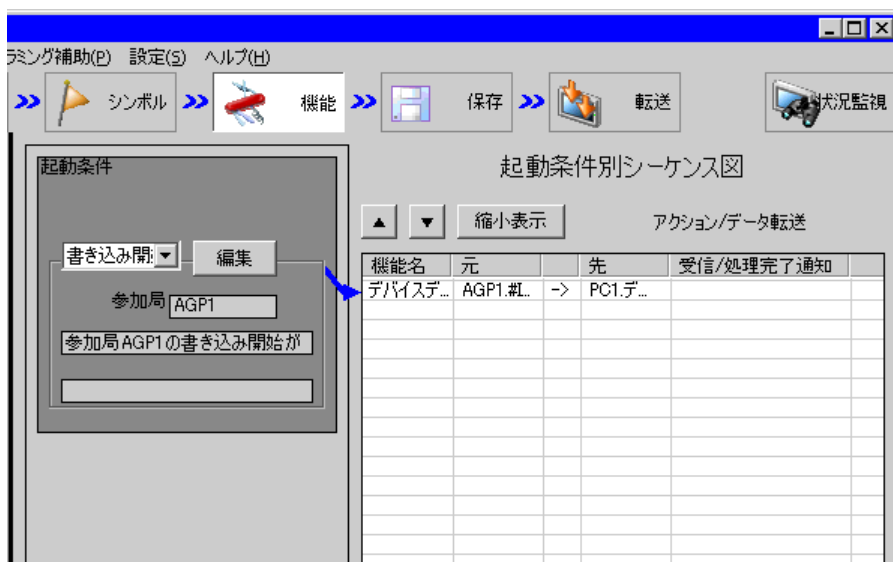 ラミング補助(P) 設定(S) ヘルプ(H)
シンボル 機能 保存 転送 状況監視
起動条件
書き込み開 編集
参加局 AGP1
参加局AGP1の書き込み開始が
起動条件別シーケンス図
▲ ▼ 縮小表示 アクション/データ転送
機能名 元 先 受信/処理完了通知
デバイスデ... AGP1.#I... -> PC1.デ...